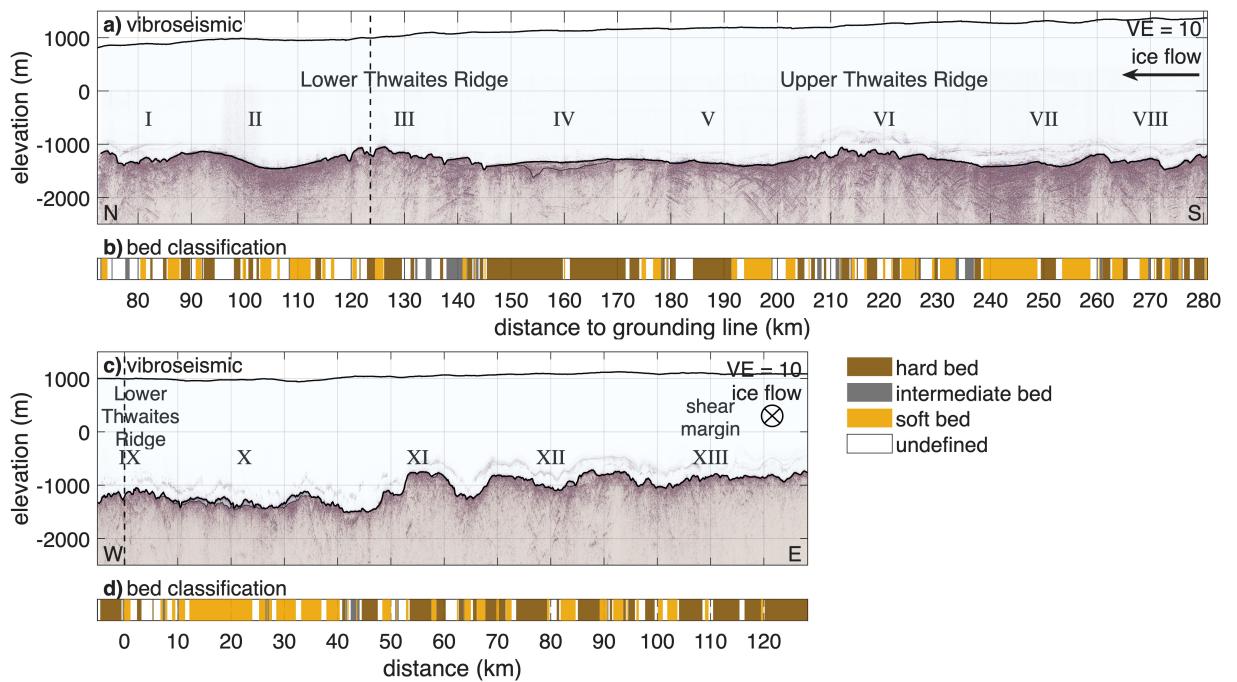 a) vibroseismic
VE = 10
ice flow
Lower Thwaites Ridge
Upper Thwaites Ridge
I II III IV V VI VII VIII
1000
0
-1000
-2000
elevation (m)
N S
b) bed classification
80 90 100 110 120 130 140 150 160 170 180 190 200 210 220 230 240 250 260 270 280
distance to grounding line (km)
c) vibroseismic
VE = 10
ice flow
Lower
Thwaites
Ridge
shear
margin
IX X XI XII XIII
1000
0
-1000
-2000
elevation (m)
W E
d) bed classification
0 10 20 30 40 50 60 70 80 90 100 110 120
distance (km)
hard bed
intermediate bed
soft bed
undefined